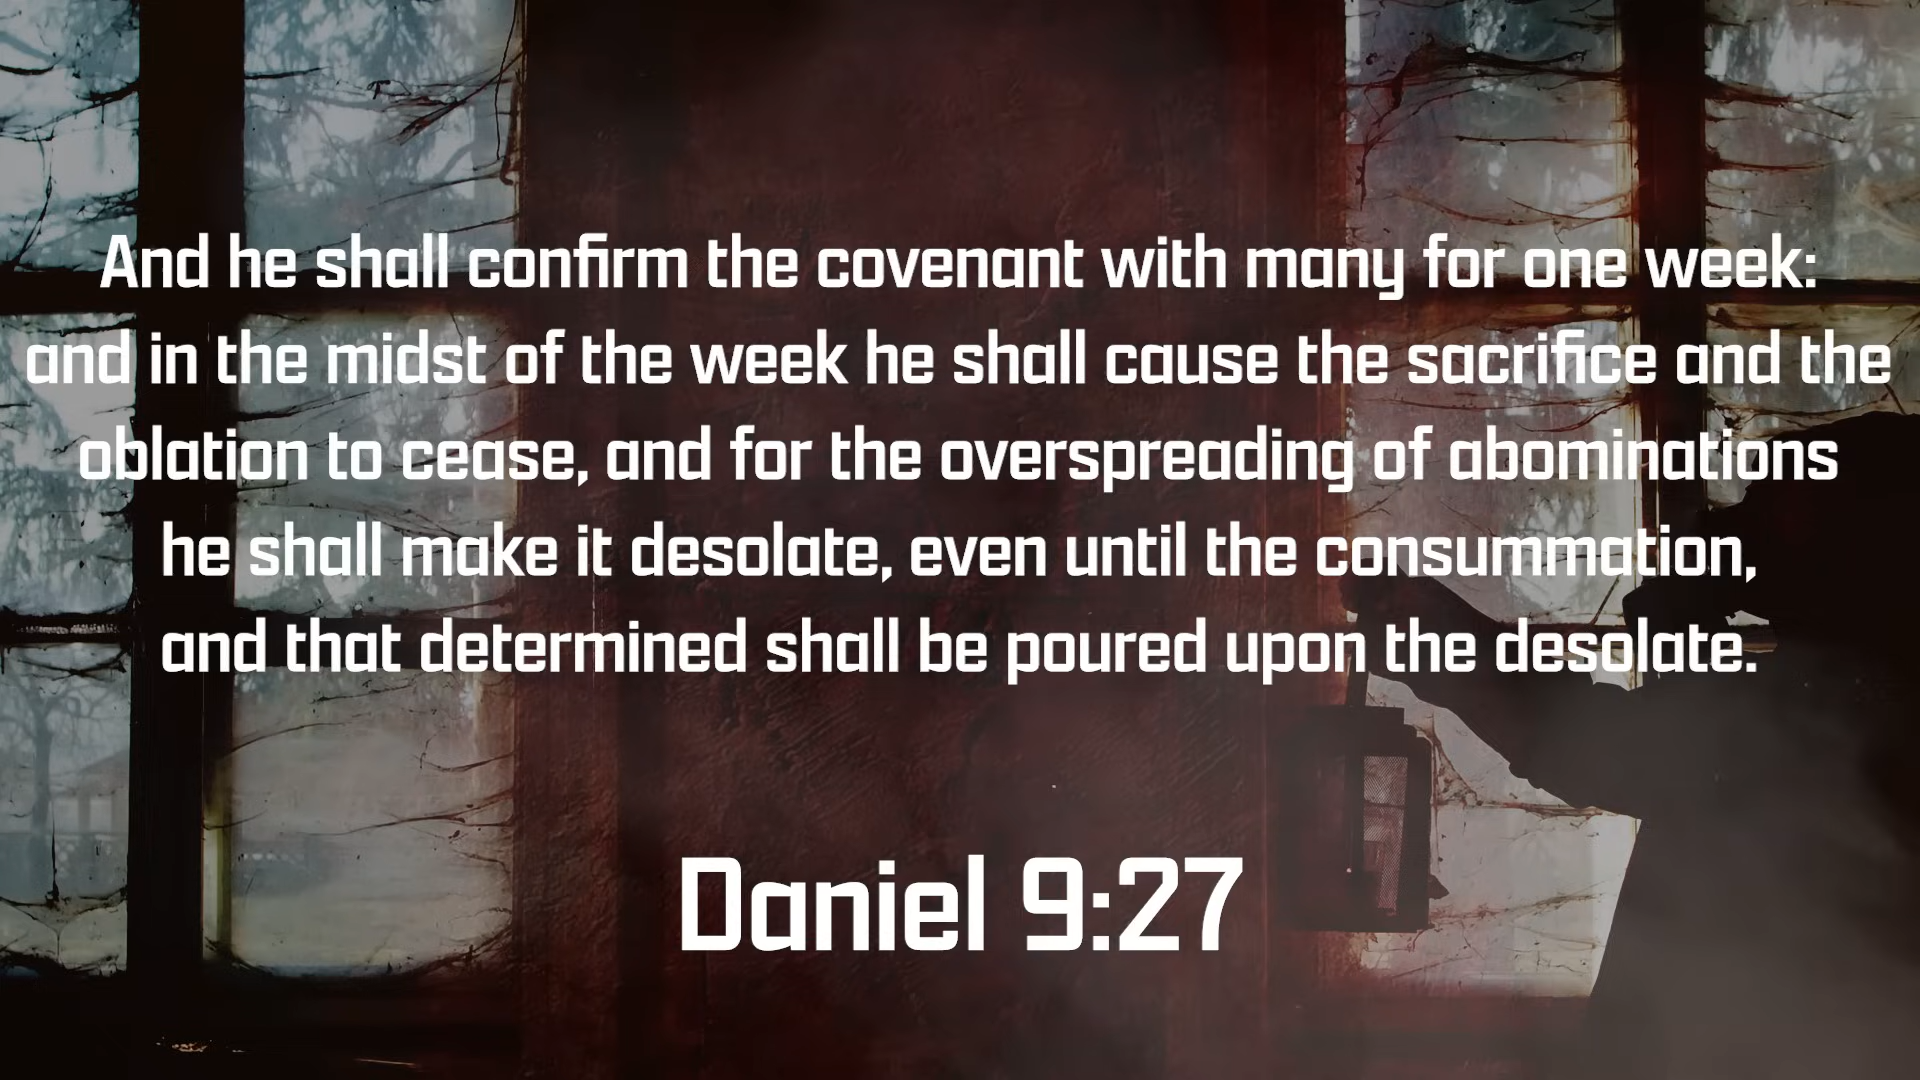 And he shall confirm the covenant with many for one week:
and in the midst of the week he shall cause the sacrifice and the
oblation to cease, and for the overspreading of abominations
he shall make it desolate, even until the consummation,
and that determined shall be poured upon the desolate.
Daniel 9:27